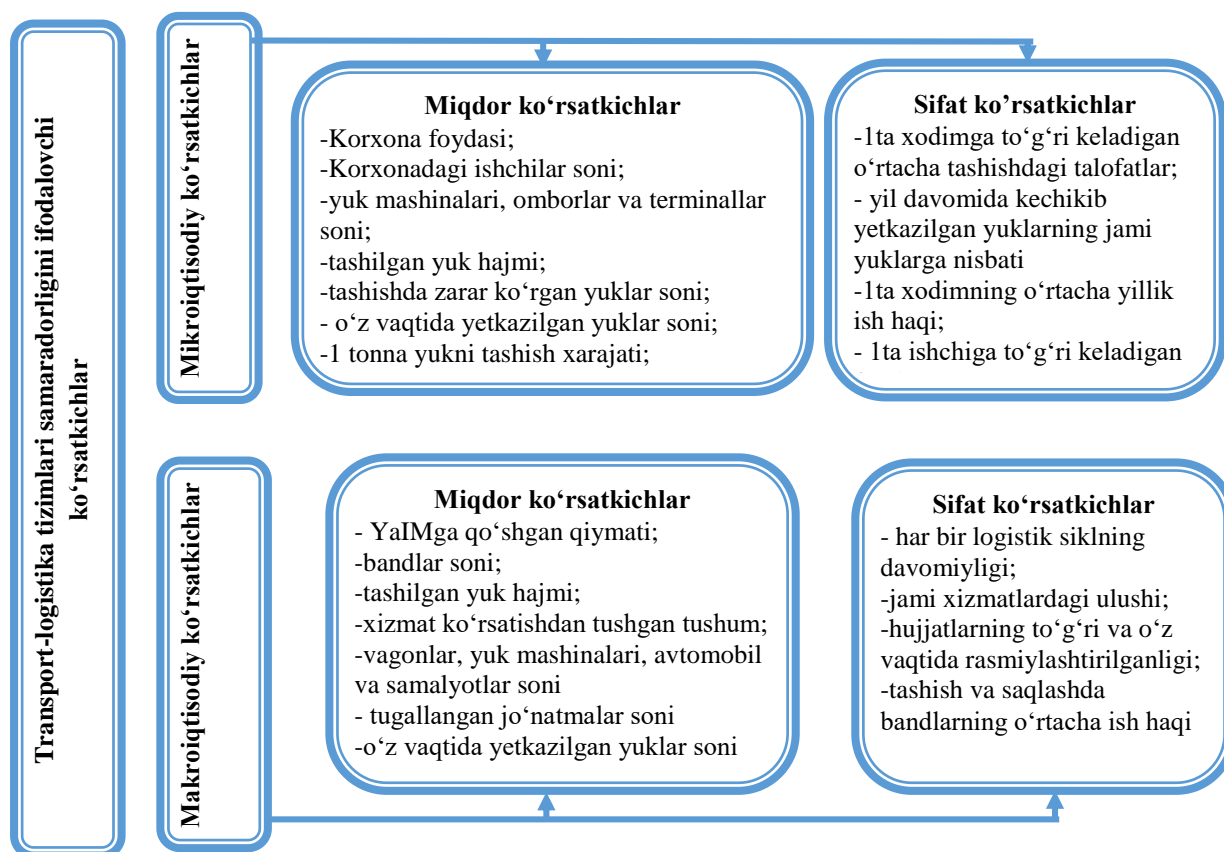 Transport-logistika tizimlari samaradorligini ifodalovchi
ko‘rsatkichlar
Mikroiqtisodiy ko‘rsatkichlar
Miqdor ko‘rsatkichlar
-Korxona foydasi;
-Korxonadagi ishchilar soni;
-yuk mashinalari, omborlar va terminallar
soni;
-tashilgan yuk hajmi;
-tashishda zarar ko‘rgan yuklar soni;
- o‘z vaqtida yetkazilgan yuklar soni;
-1 tonna yukni tashish xarajati;
Sifat ko’rsatkichlar
-1ta xodimga to‘g‘ri keladigan
o‘rtacha tashishdagi talofatlar;
- yil davomida kechikib
yetkazilgan yuklarning jami
yuklarga nisbati
-1ta xodimning o‘rtacha yillik
ish haqi;
- 1ta ishchiga to‘g‘ri keladigan
Makroiqtisodiy ko‘rsatkichlar
Miqdor ko‘rsatkichlar
- YaIMga qo‘shgan qiymati;
-bandlar soni;
-tashilgan yuk hajmi;
-xizmat ko‘rsatishdan tushgan tushum;
-vagonlar, yuk mashinalari, avtomobil
va samalyotlar soni
- tugallangan jo‘natmalar soni
-o‘z vaqtida yetkazilgan yuklar soni
Sifat ko‘rsatkichlar
- har bir logistik siklning
davomiyligi;
-jami xizmatlardagi ulushi;
-hujjatlarning to‘g‘ri va o‘z
vaqtida rasmiylashtirilganligi;
-tashish va saqlashda
bandlarning o‘rtacha ish haqi